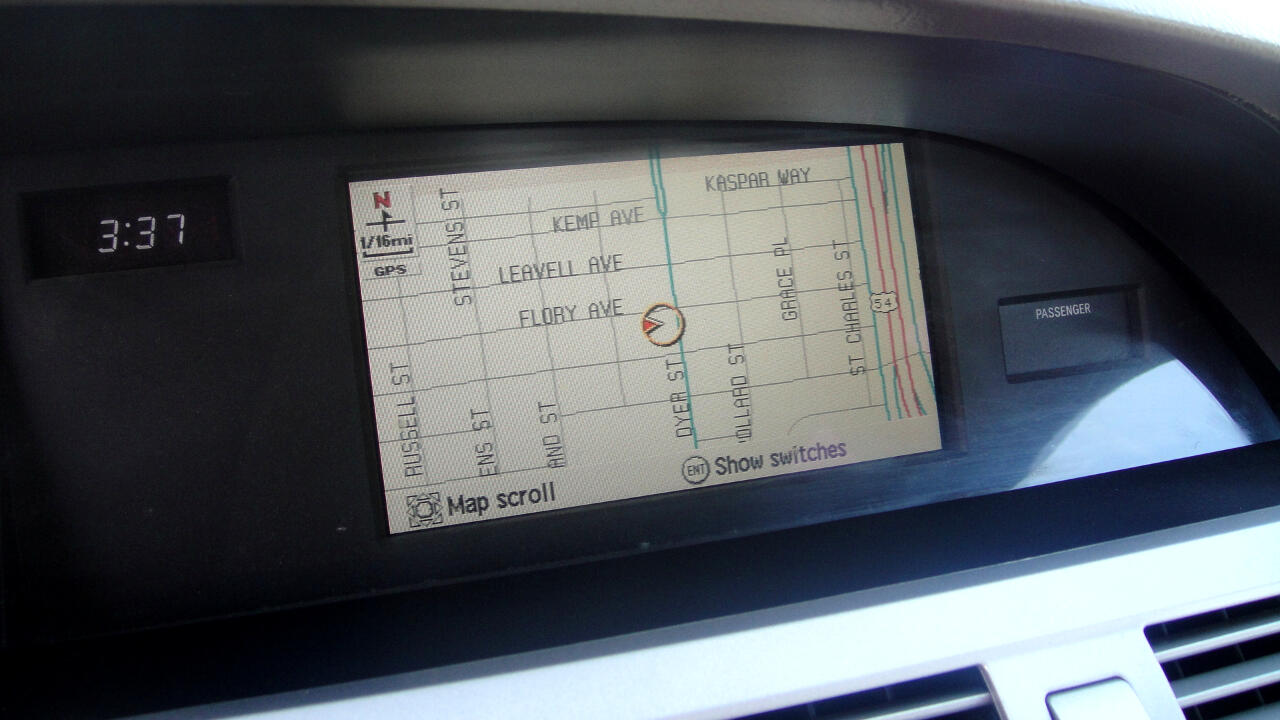 3:37
N
1/16mi
GPS
STEVENS ST
KASPAR WAY
KEMP AVE
LEAVELL AVE
FLORY AVE
GRACE PL
ST CHARLES ST
54
PASSENGER
RUSSELL ST
ENS ST
AND ST
DYER ST
OLLARD ST
ENT Show switches
Map scroll